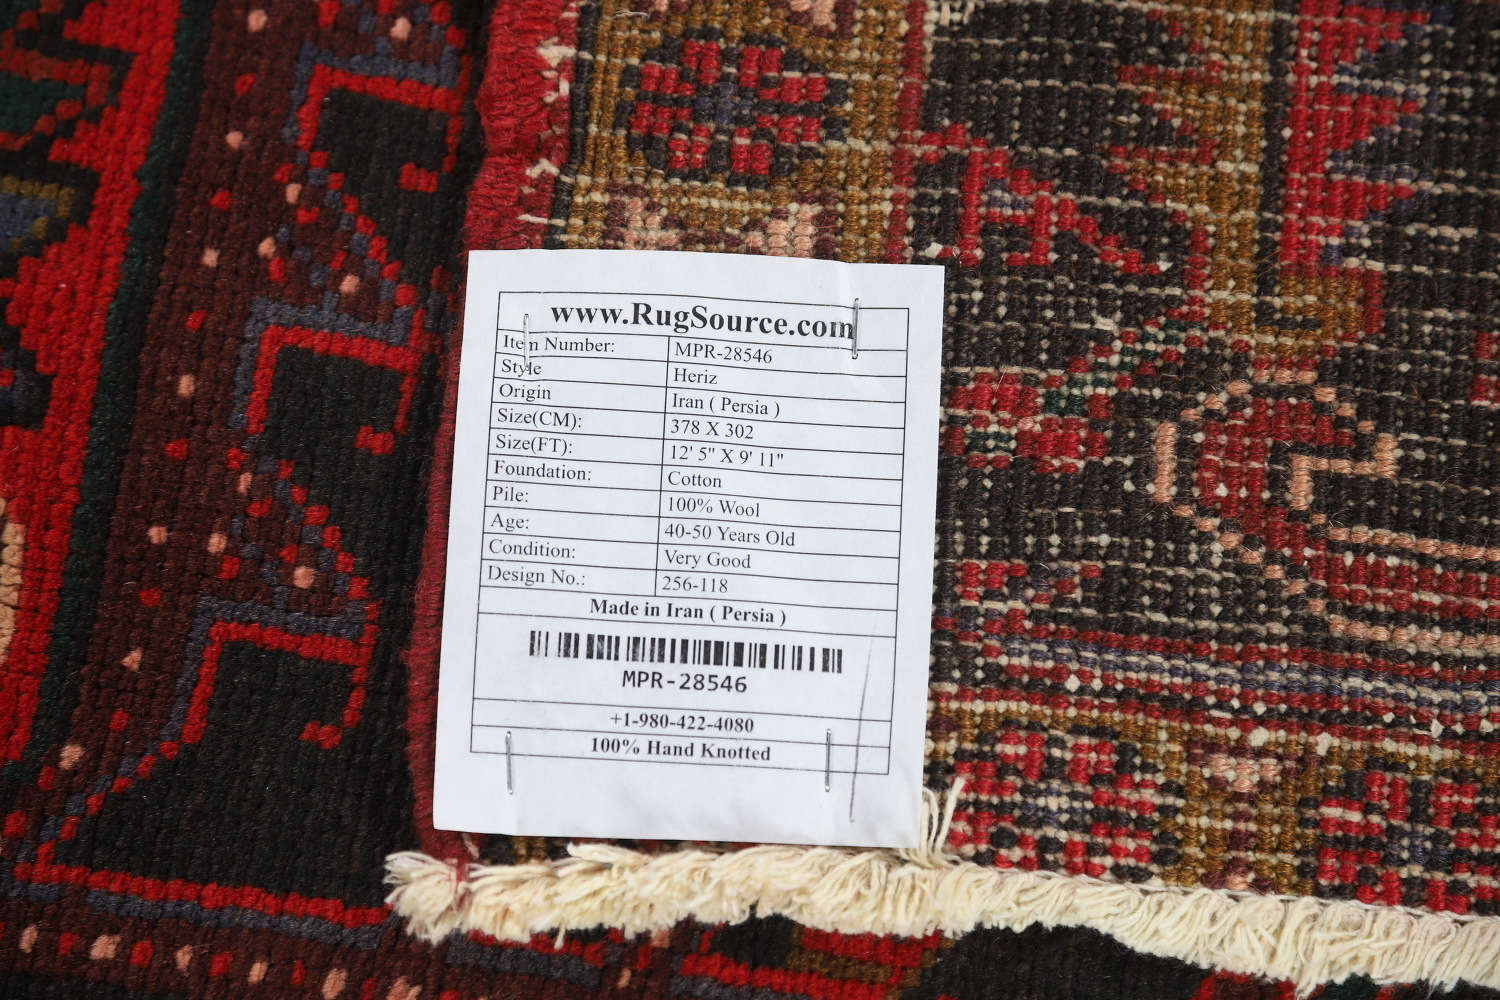 www.RugSource.com
Item Number: MPR-28546
Style Heriz
Origin Iran ( Persia )
Size(CM): 378 X 302
Size(FT): 12' 5" X 9' 11"
Foundation: Cotton
Pile: 100% Wool
Age: 40-50 Years Old
Condition: Very Good
Design No.: 256-118
Made in Iran ( Persia )
MPR-28546
+1-980-422-4080
100% Hand Knotted